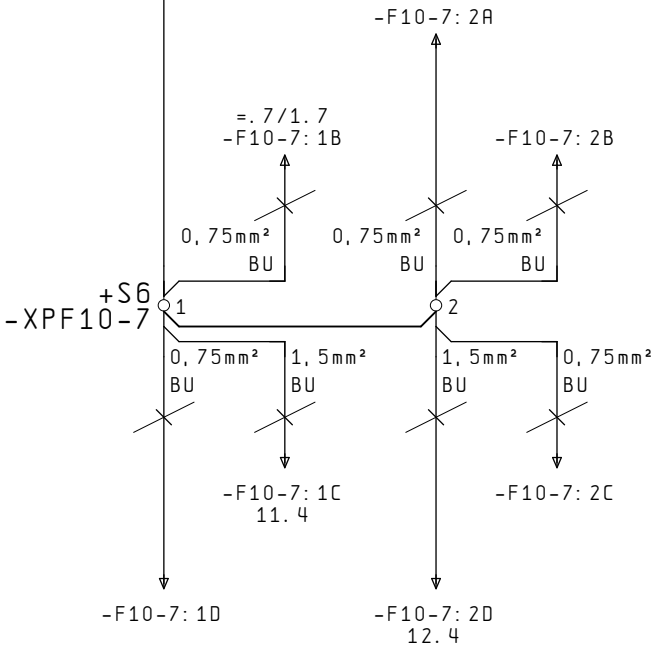 -F10-7:2A
=.7/1.7
-F10-7:1B
-F10-7:2B
0,75mm²
BU
0,75mm²
BU
0,75mm²
BU
+S6
-XPF10-7
1
2
0,75mm²
BU
1,5mm²
BU
1,5mm²
BU
0,75mm²
BU
-F10-7:1C
11.4
-F10-7:2C
-F10-7:1D
-F10-7:2D
12.4